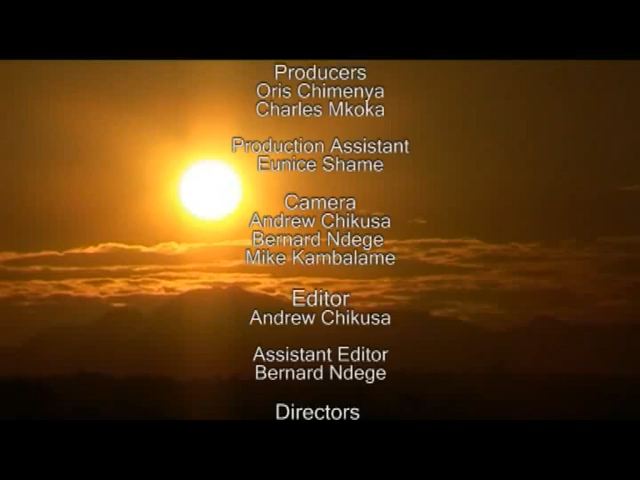 Producers
Oris Chimenya
Charles Mkoka
Production Assistant
Eunice Shame
Camera
Andrew Chikusa
Bernard Ndege
Mike Kambalame
Editor
Andrew Chikusa
Assistant Editor
Bernard Ndege
Directors